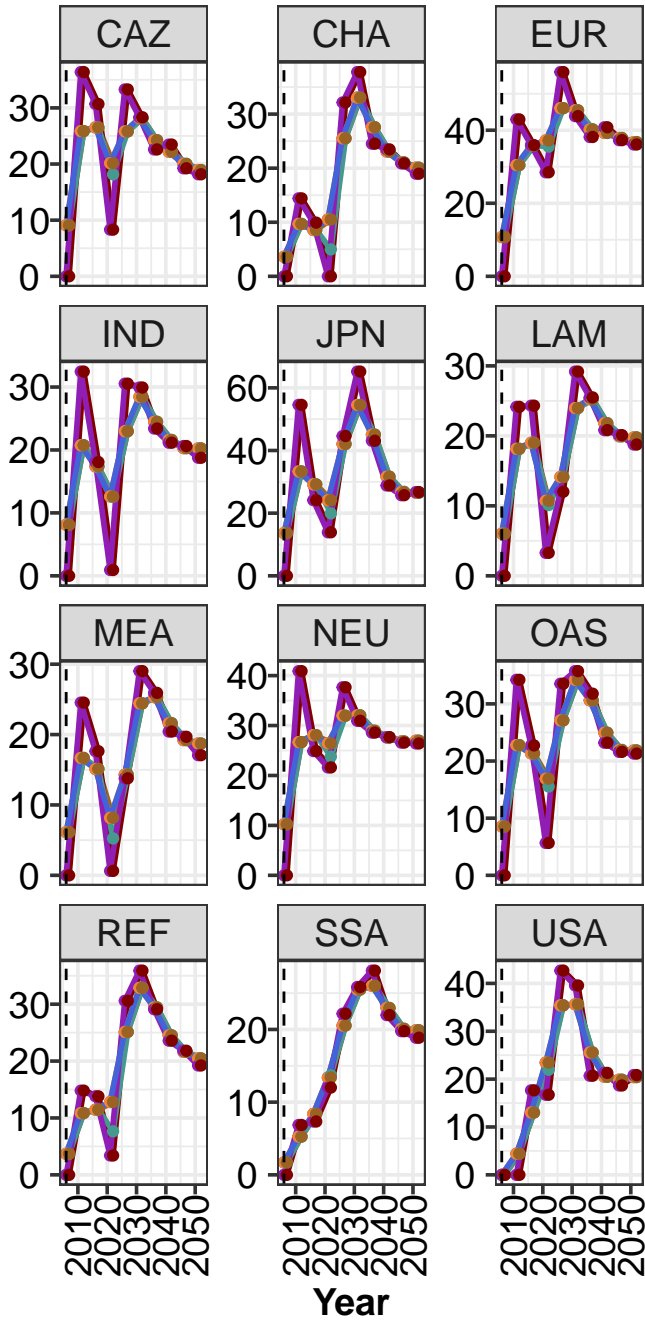 CAZ CHA EUR
30 30 40
20 20 20
10 10 0
0 0
IND JPN LAM
30 60 30
20 40 20
10 20 10
0 0 0
MEA NEU OAS
30 40 30
20 30 20
10 20 10
0 10 0
0
REF SSA USA
30 20 40
20 10 30
10 0 20
0 10
0
2010 2020 2030 2040 2050 2010 2020 2030 2040 2050 2010 2020 2030 2040 2050
Year